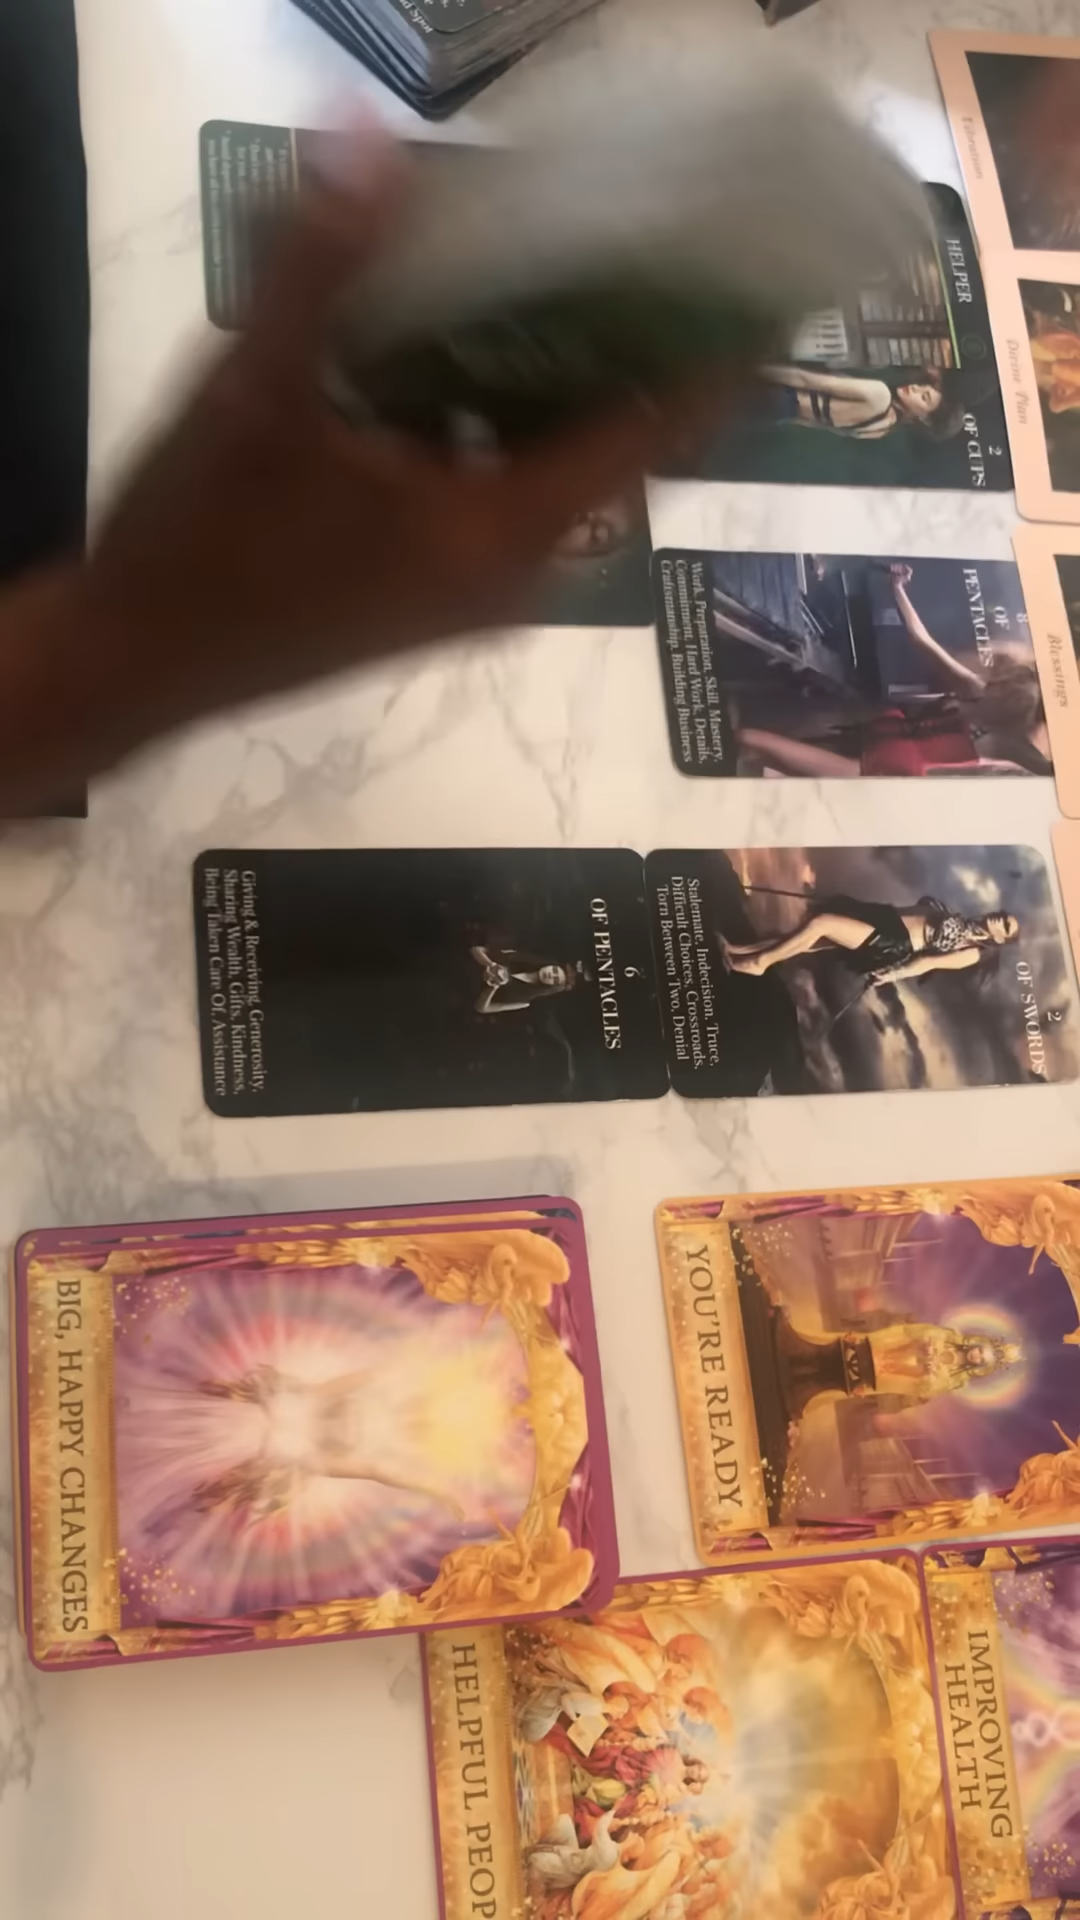 Vibration
HELPER
2
OF CUPS
Divine Plan
8
OF
PENTACLES
Work, Preparation, Skill, Mastery,
Commitment, Hard Work, Details,
Craftsmanship, Building Business
Blessings
2
OF SWORDS
Stalemate, Indecision, Truce,
Difficult Choices, Crossroads,
Torn Between Two, Denial
6
OF PENTACLES
Giving & Receiving, Generosity,
Sharing Wealth, Gifts, Kindness,
Being Taken Care Of, Assistance
YOU'RE READY
BIG, HAPPY CHANGES
IMPROVING
HEALTH
HELPFUL PEOP